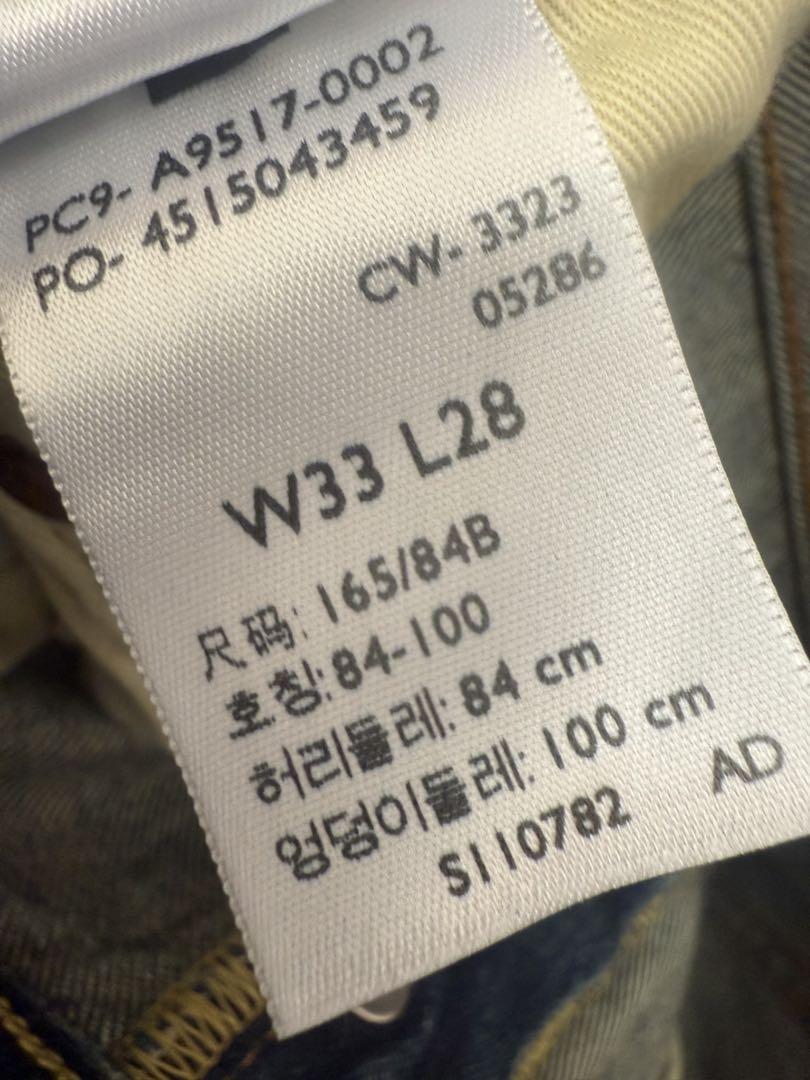 PC9- A9517-0002
PO- 4515043459
CW- 3323
05286
W33 L28
尺码: 165/84B
호칭:84-100
허리둘레: 84 cm
엉덩이둘레: 100 cm
S110782 AD